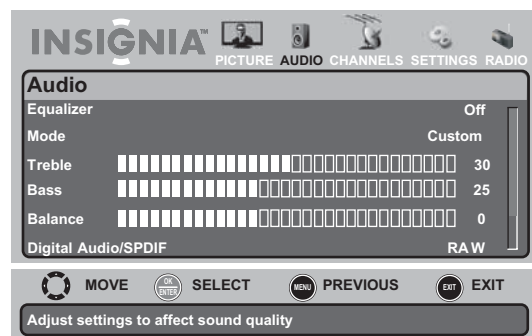 INSIGNIA™
PICTURE AUDIO CHANNELS SETTINGS RADIO
Audio
Equalizer Off
Mode Custom
Treble 30
Bass 25
Balance 0
Digital Audio/SPDIF RAW
MOVE OK ENTER SELECT MENU PREVIOUS EXIT EXIT
Adjust settings to affect sound quality